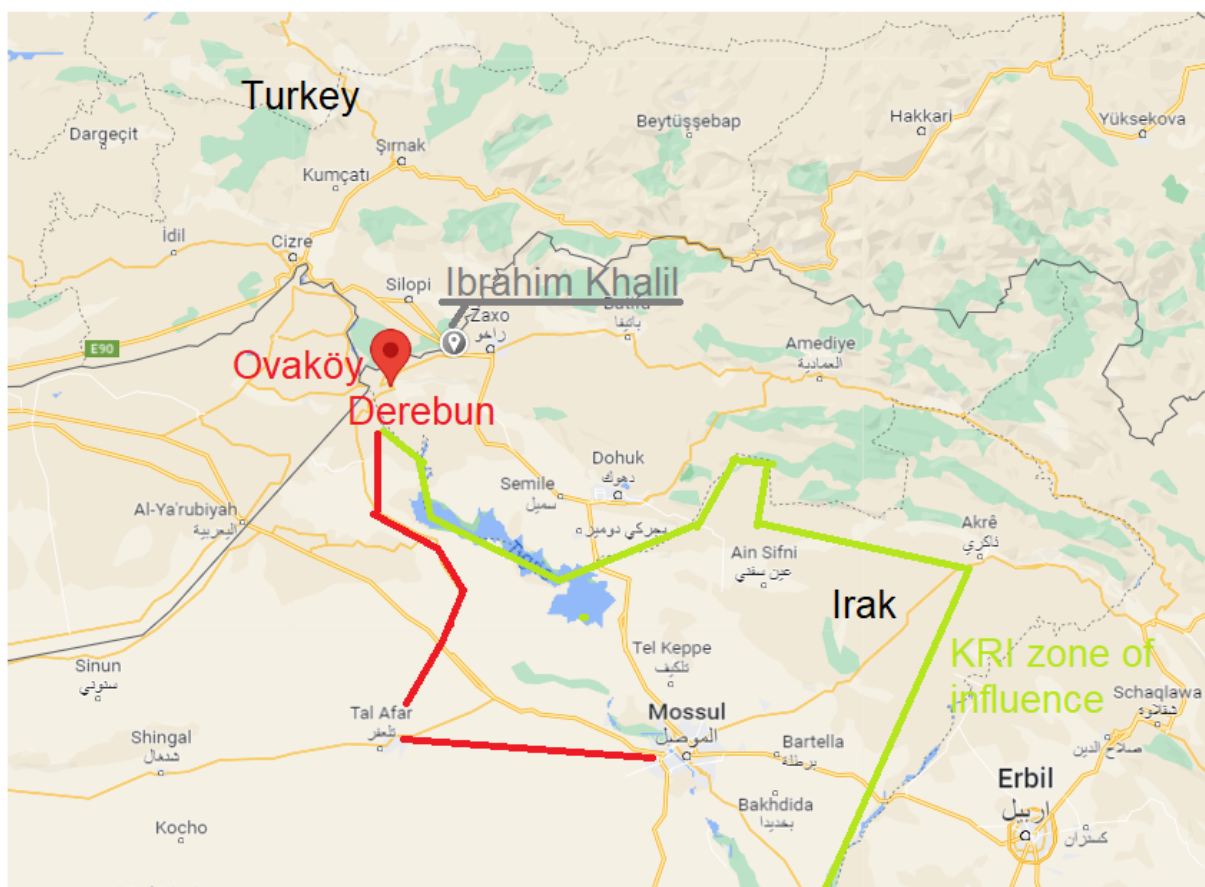 Turkey
Dargeçit
Beytüşşebap
Hakkari
Yüksekova
Şırnak
Kumçatı
İdil
Cizre
Silopi
Ibrahim Khalil
Zaxo
زاخو
باتيفا
E90
Ovaköy
Amediye
العمادية
Derebun
Dohuk
دهوك
Semile
سميل
Al-Ya'rubiyah
اليعربية
Akrê
ئاكري
Ain Sifni
عين سفني
Irak
Sinun
سنوني
Tel Keppe
تلكيف
KRI zone of
influence
Schaqlawa
شقلاوة
Tal Afar
تلعفر
Mossul
الموصل
Shingal
شنغال
Bartella
برطلة
صلاح الدين
Erbil
اربيل
Bakhdida
بخديدا
Kocho
كسنزان